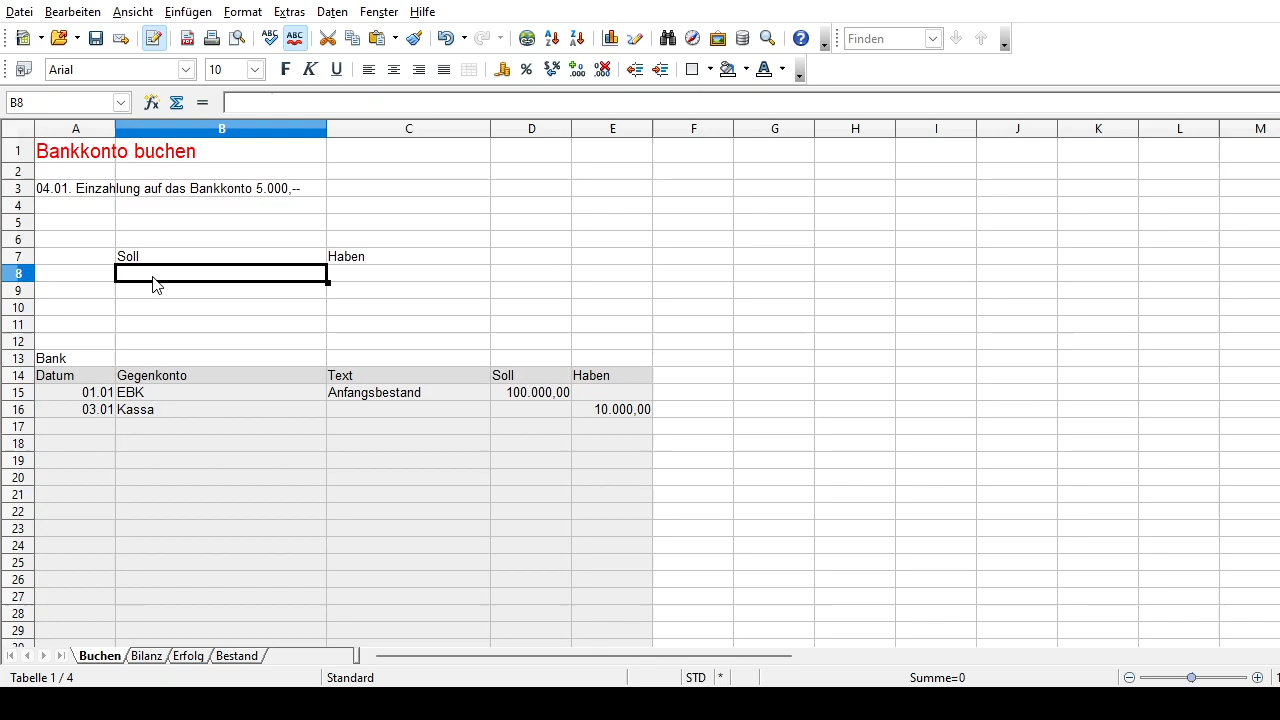 Datei Bearbeiten Ansicht Einfügen Format Extras Daten Fenster Hilfe
ABC ABC A Z Z A ? Finden
Arial 10 F K U % A
B8 fx Σ =
A B C D E F G H I J K L M
1 Bankkonto buchen
2
3 04.01. Einzahlung auf das Bankkonto 5.000,--
4
5
6
7 Soll Haben
8
9
10
11
12
13 Bank
14 Datum Gegenkonto Text Soll Haben
15 01.01 EBK Anfangsbestand 100.000,00
16 03.01 Kassa 10.000,00
17
18
19
20
21
22
23
24
25
26
27
28
29
Buchen Bilanz Erfolg Bestand
Tabelle 1 / 4 Standard STD * Summe=0